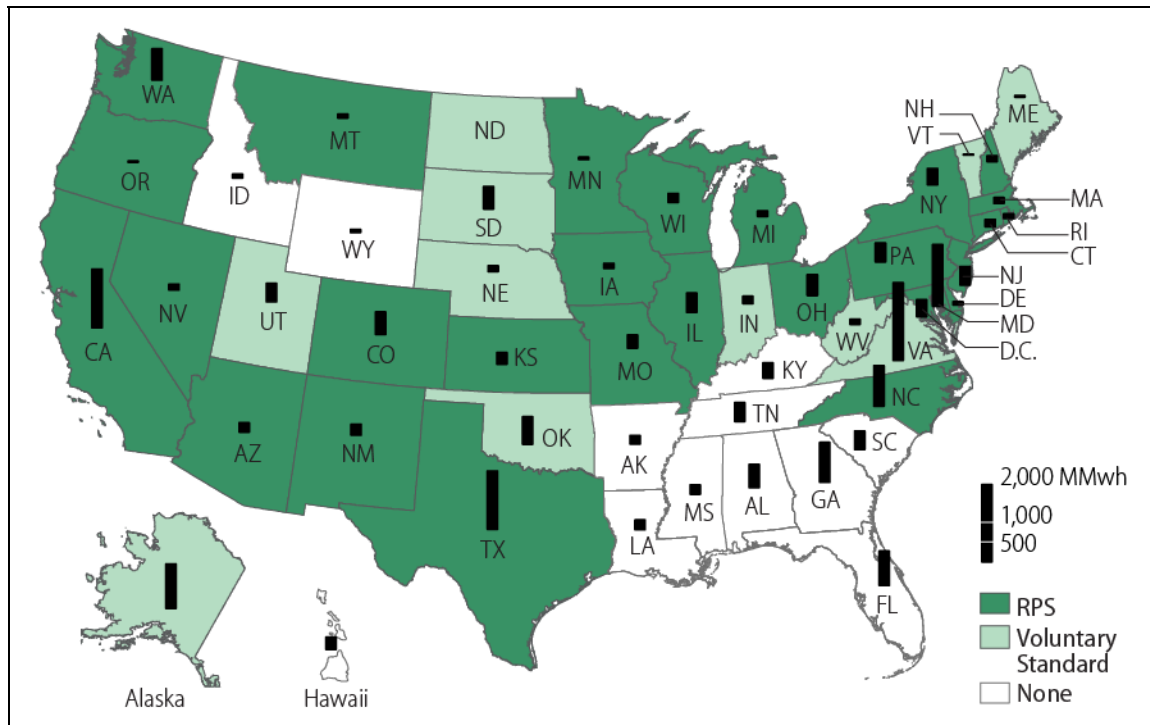 WA
MT
ND
MN
OR
ID
WY
SD
WI
MI
NY
NH
VT
ME
MA
RI
CT
NJ
DE
MD
D.C.
PA
NV
UT
CA
CO
NE
IA
KS
MO
IL
IN
OH
WV
VA
KY
NC
TN
SC
AZ
NM
OK
AK
TX
LA
MS
AL
GA
FL
Alaska
Hawaii
2,000 MMwh
1,000
500
RPS
Voluntary
Standard
None